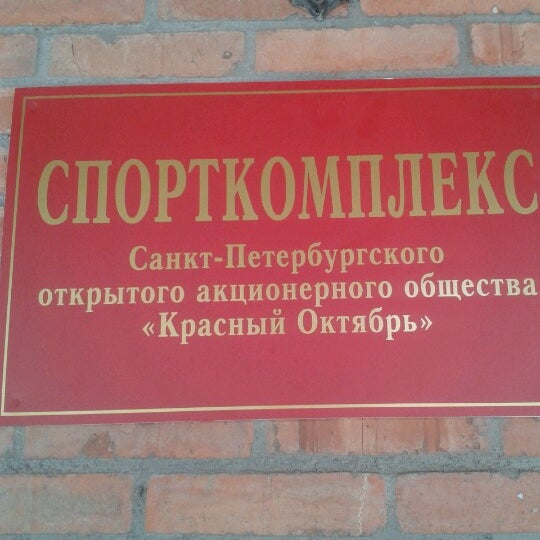 СПОРТКОМПЛЕКС
Санкт-Петербургского
открытого акционерного общества
«Красный Октябрь»